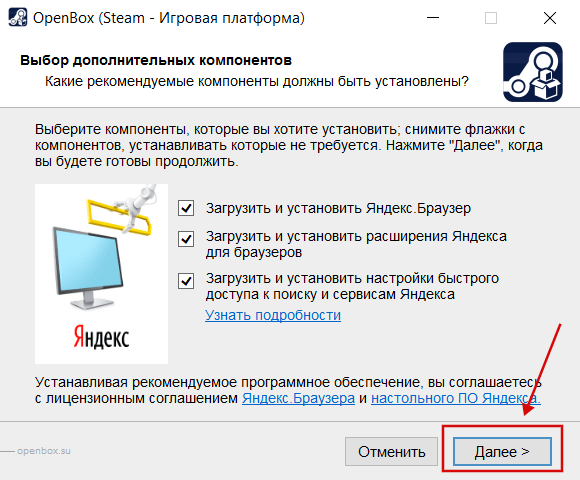 OpenBox (Steam - Игровая платформа)
Выбор дополнительных компонентов
Какие рекомендуемые компоненты должны быть установлены?
Выберите компоненты, которые вы хотите установить; снимите флажки с
компонентов, устанавливать которые не требуется. Нажмите "Далее", когда
вы будете готовы продолжить.
Загрузить и установить Яндекс.Браузер
Загрузить и установить расширения Яндекса
для браузеров
Загрузить и установить настройки быстрого
доступа к поиску и сервисам Яндекса
Узнать подробности
Яндекс
Устанавливая рекомендуемое программное обеспечение, вы соглашаетесь
с лицензионным соглашением Яндекс.Браузера и настольного ПО Яндекса.
openbox.su
Отменить
Далее >